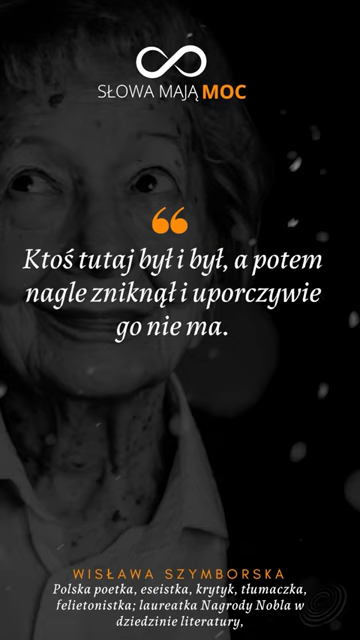 SŁOWA MAJĄ MOC
“
Ktoś tutaj był i był, a potem
nagle zniknął i uporczywie
go nie ma.
WISŁAWA SZYMBORSKA
Polska poetka, eseistka, krytyk, tłumaczka,
felietonistka; laureatka Nagrody Nobla w
dziedzinie literatury,